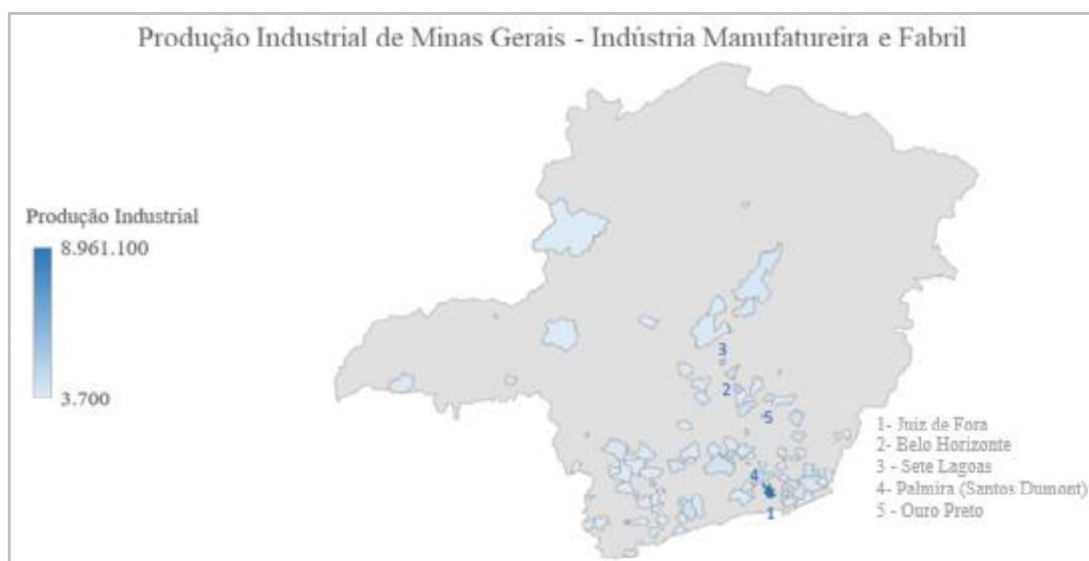 Produção Industrial de Minas Gerais - Indústria Manufatureira e Fabril
Produção Industrial
8.961.100
3.700
3
2
5
4
1
1- Juiz de Fora
2- Belo Horizonte
3 - Sete Lagoas
4- Palmira (Santos Dumont)
5 - Ouro Preto